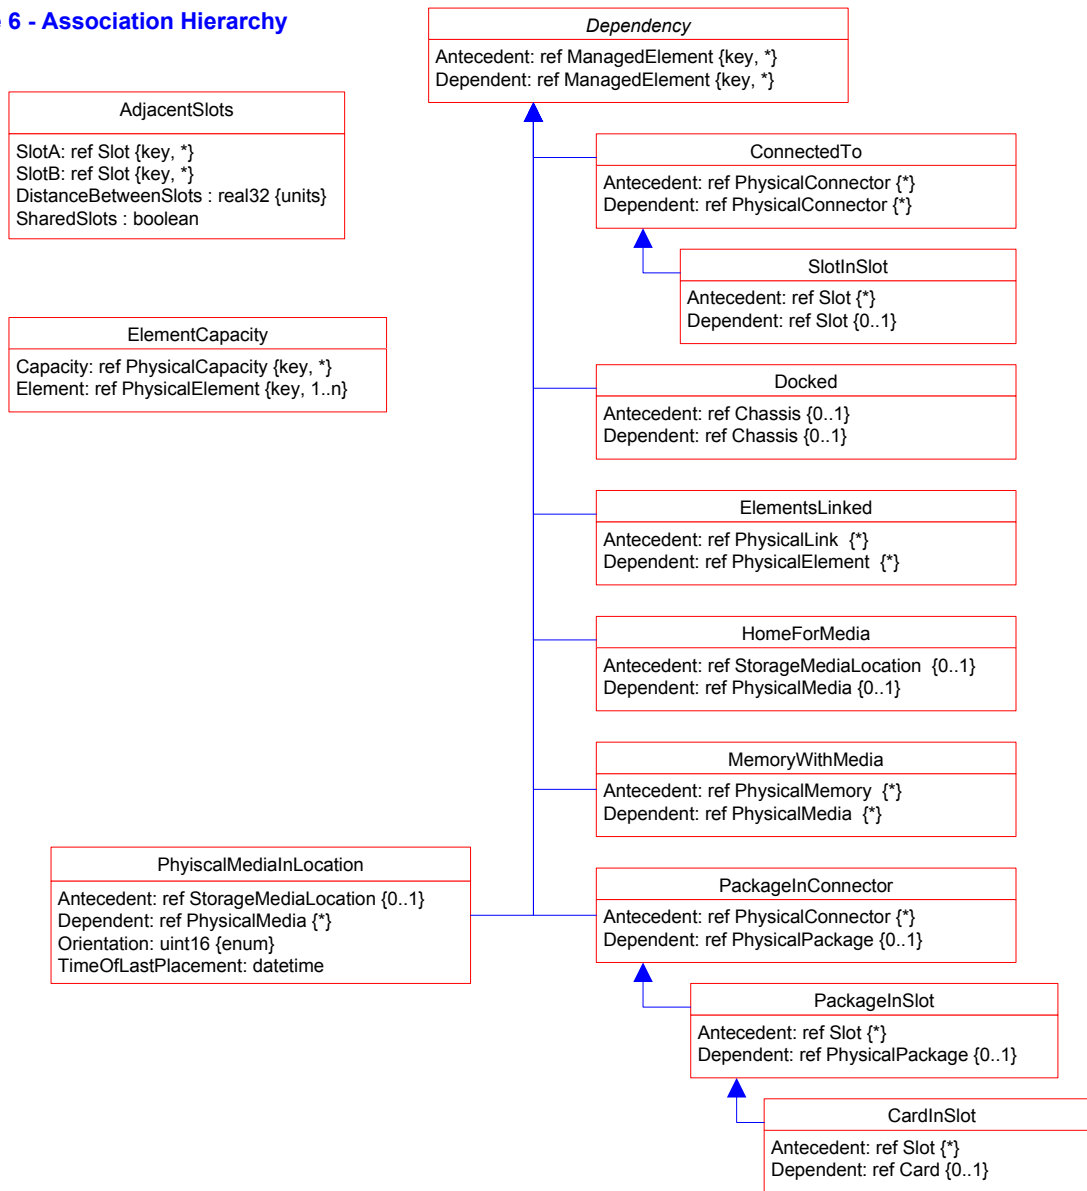 6 - Association Hierarchy
Dependency
Antecedent: ref ManagedElement {key, *}
Dependent: ref ManagedElement {key, *}
AdjacentSlots
SlotA: ref Slot {key, *}
SlotB: ref Slot {key, *}
DistanceBetweenSlots : real32 {units}
SharedSlots : boolean
ConnectedTo
Antecedent: ref PhysicalConnector {*}
Dependent: ref PhysicalConnector {*}
SlotInSlot
Antecedent: ref Slot {*}
Dependent: ref Slot {0..1}
ElementCapacity
Capacity: ref PhysicalCapacity {key, *}
Element: ref PhysicalElement {key, 1..n}
Docked
Antecedent: ref Chassis {0..1}
Dependent: ref Chassis {0..1}
ElementsLinked
Antecedent: ref PhysicalLink {*}
Dependent: ref PhysicalElement {*}
HomeForMedia
Antecedent: ref StorageMediaLocation {0..1}
Dependent: ref PhysicalMedia {0..1}
MemoryWithMedia
Antecedent: ref PhysicalMemory {*}
Dependent: ref PhysicalMedia {*}
PhyiscalMediaInLocation
Antecedent: ref StorageMediaLocation {0..1}
Dependent: ref PhysicalMedia {*}
Orientation: uint16 {enum}
TimeOfLastPlacement: datetime
PackageInConnector
Antecedent: ref PhysicalConnector {*}
Dependent: ref PhysicalPackage {0..1}
PackageInSlot
Antecedent: ref Slot {*}
Dependent: ref PhysicalPackage {0..1}
CardInSlot
Antecedent: ref Slot {*}
Dependent: ref Card {0..1}